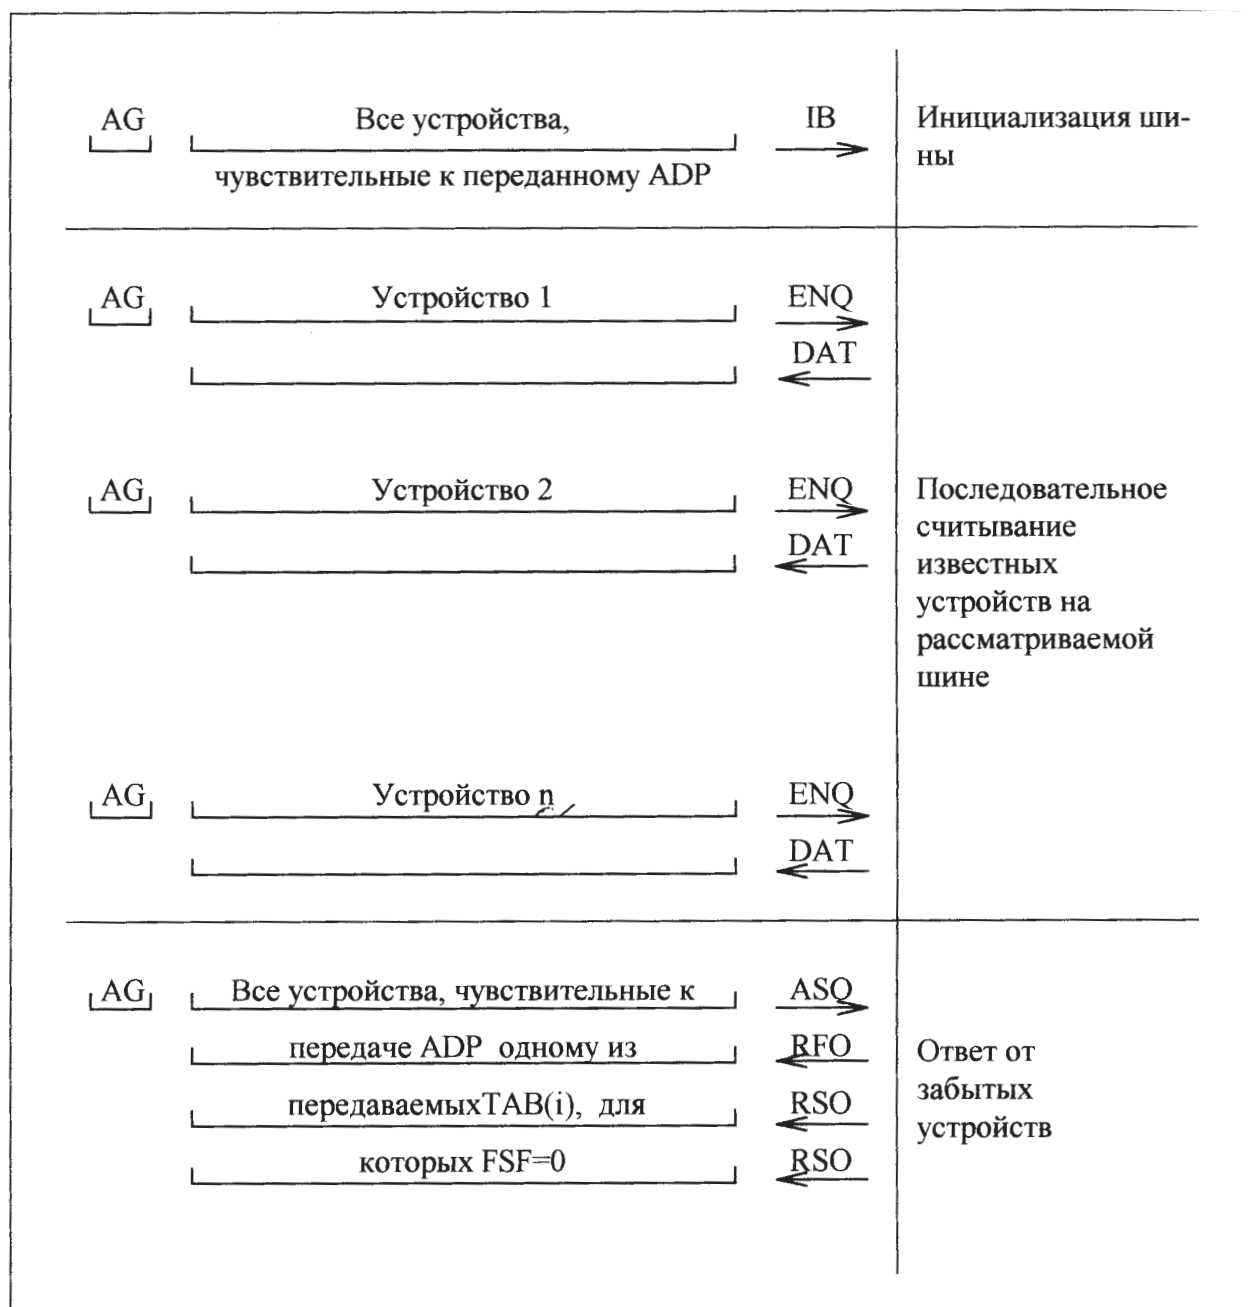 AG Все устройства, IB Инициализация ши-
чувствительные к переданному ADP ны
AG Устройство 1 ENQ
DAT
AG Устройство 2 ENQ Последовательное
DAT считывание
известных
устройств на
рассматриваемой
шине
AG Устройство n ENQ
DAT
AG Все устройства, чувствительные к ASQ
передаче ADP одному из RFO Ответ от
забытых
передаваемыхTAB(i), для RSO устройств
которых FSF=0 RSO